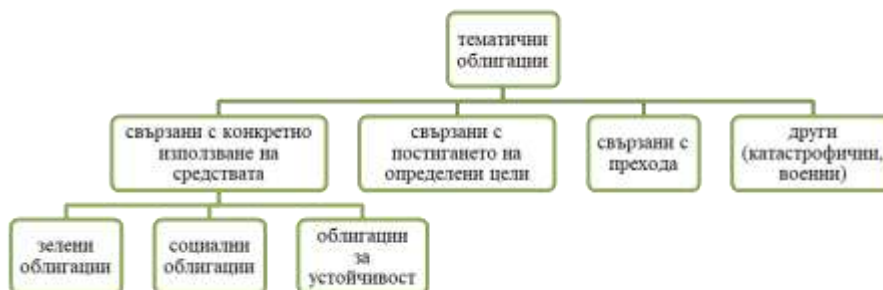 тематични
облигации
свързани с конкретно
използване на
средствата
свързани с
постигането на
определени цели
свързани с
прехода
други
(катастрофични,
военни)
зелени
облигации
социални
облигации
облигации
за
устойчивост